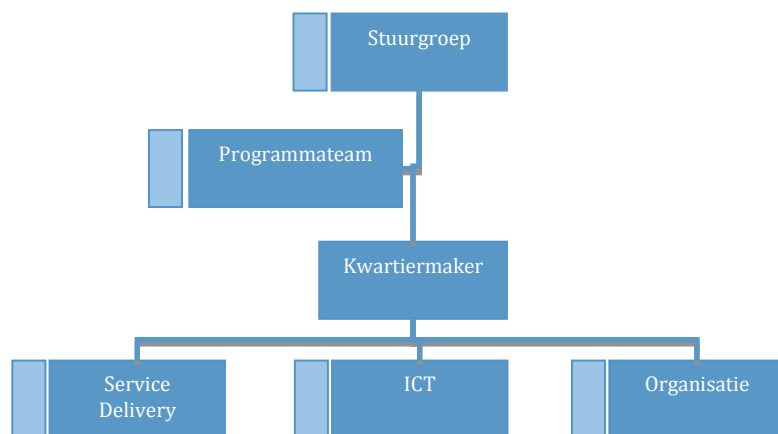 Stuurgroep
Programmateam
Kwartiermaker
Service
Delivery
ICT
Organisatie